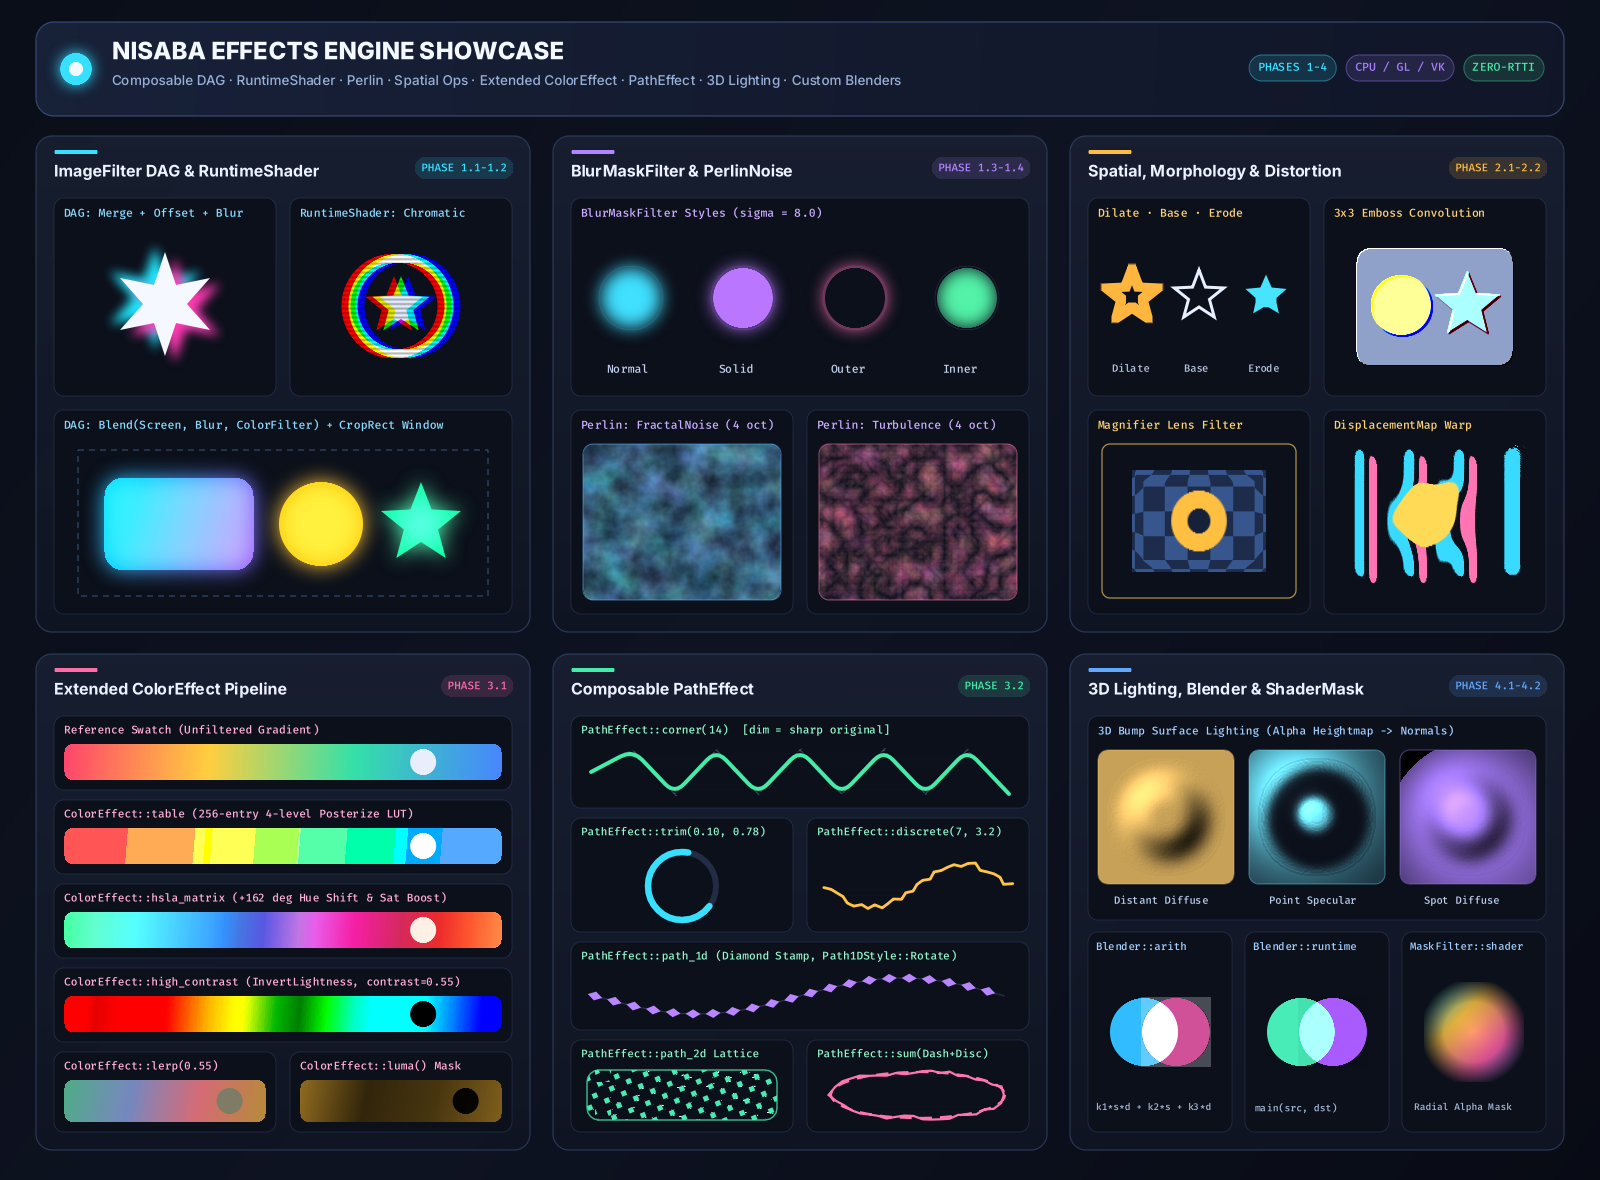 NISABA EFFECTS ENGINE SHOWCASE
Composable DAG · RuntimeShader · Perlin · Spatial Ops · Extended ColorEffect · PathEffect · 3D Lighting · Custom Blenders
PHASES 1-4
CPU / GL / VK
ZERO-RTTI
ImageFilter DAG & RuntimeShader
PHASE 1.1-1.2
DAG: Merge + Offset + Blur
RuntimeShader: Chromatic
DAG: Blend(Screen, Blur, ColorFilter) + CropRect Window
BlurMaskFilter & PerlinNoise
PHASE 1.3-1.4
BlurMaskFilter Styles (sigma = 8.0)
Normal
Solid
Outer
Inner
Perlin: FractalNoise (4 oct)
Perlin: Turbulence (4 oct)
Spatial, Morphology & Distortion
PHASE 2.1-2.2
Dilate · Base · Erode
Dilate
Base
Erode
3x3 Emboss Convolution
Magnifier Lens Filter
DisplacementMap Warp
Extended ColorEffect Pipeline
PHASE 3.1
Reference Swatch (Unfiltered Gradient)
ColorEffect::table (256-entry 4-level Posterize LUT)
ColorEffect::hsla_matrix (+162 deg Hue Shift & Sat Boost)
ColorEffect::high_contrast (InvertLightness, contrast=0.55)
ColorEffect::lerp(0.55)
ColorEffect::luma() Mask
Composable PathEffect
PHASE 3.2
PathEffect::corner(14)  [dim = sharp original]
PathEffect::trim(0.10, 0.78)
PathEffect::discrete(7, 3.2)
PathEffect::path_1d (Diamond Stamp, Path1DStyle::Rotate)
PathEffect::path_2d Lattice
PathEffect::sum(Dash+Disc)
3D Lighting, Blender & ShaderMask
PHASE 4.1-4.2
3D Bump Surface Lighting (Alpha Heightmap -> Normals)
Distant Diffuse
Point Specular
Spot Diffuse
Blender::arith
k1*s*d + k2*s + k3*d
Blender::runtime
main(src, dst)
MaskFilter::shader
Radial Alpha Mask